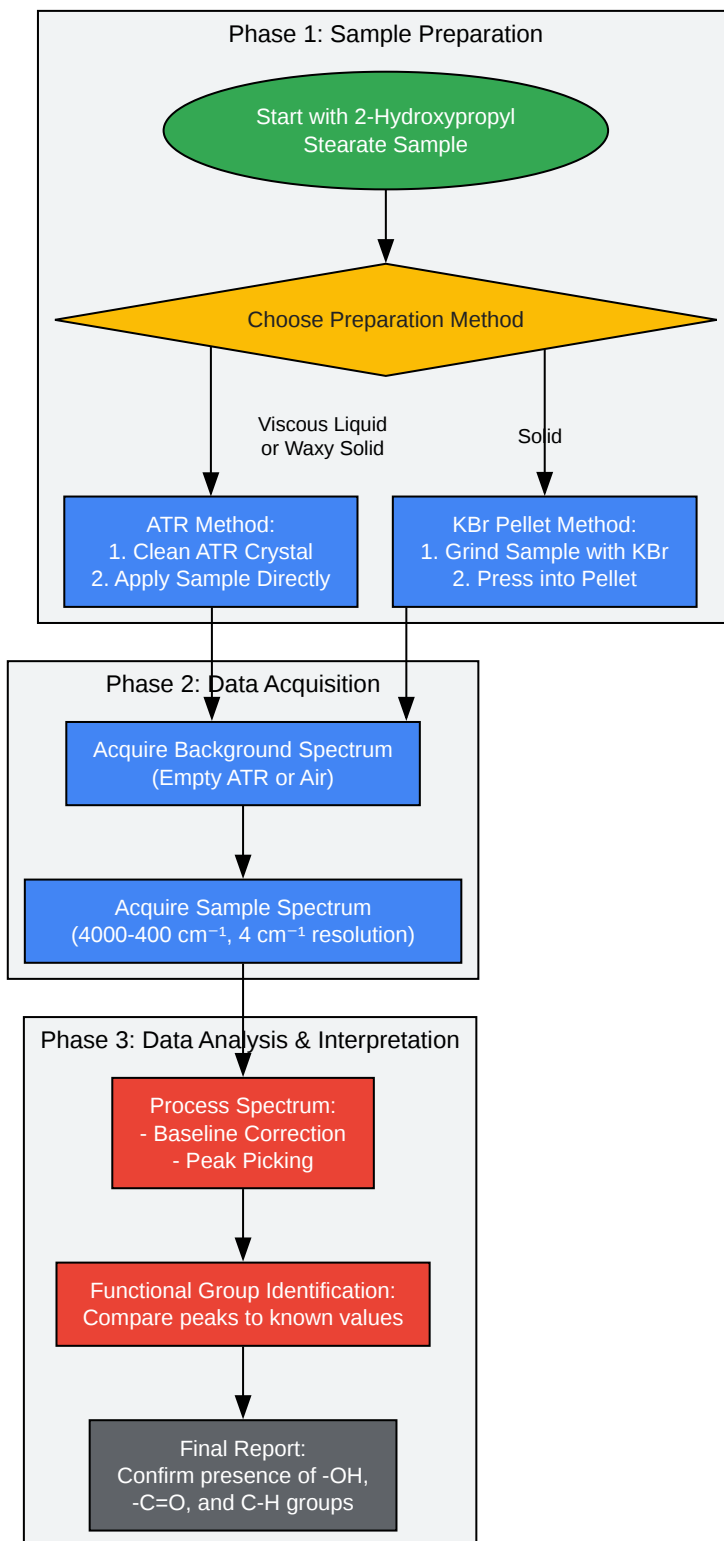 Phase 1: Sample Preparation
Start with 2-Hydroxypropyl
Stearate Sample
Choose Preparation Method
Viscous Liquid
or Waxy Solid
Solid
ATR Method:
1. Clean ATR Crystal
2. Apply Sample Directly
KBr Pellet Method:
1. Grind Sample with KBr
2. Press into Pellet
Phase 2: Data Acquisition
Acquire Background Spectrum
(Empty ATR or Air)
Acquire Sample Spectrum
(4000-400 cm⁻¹, 4 cm⁻¹ resolution)
Phase 3: Data Analysis & Interpretation
Process Spectrum:
- Baseline Correction
- Peak Picking
Functional Group Identification:
Compare peaks to known values
Final Report:
Confirm presence of -OH,
-C=O, and C-H groups